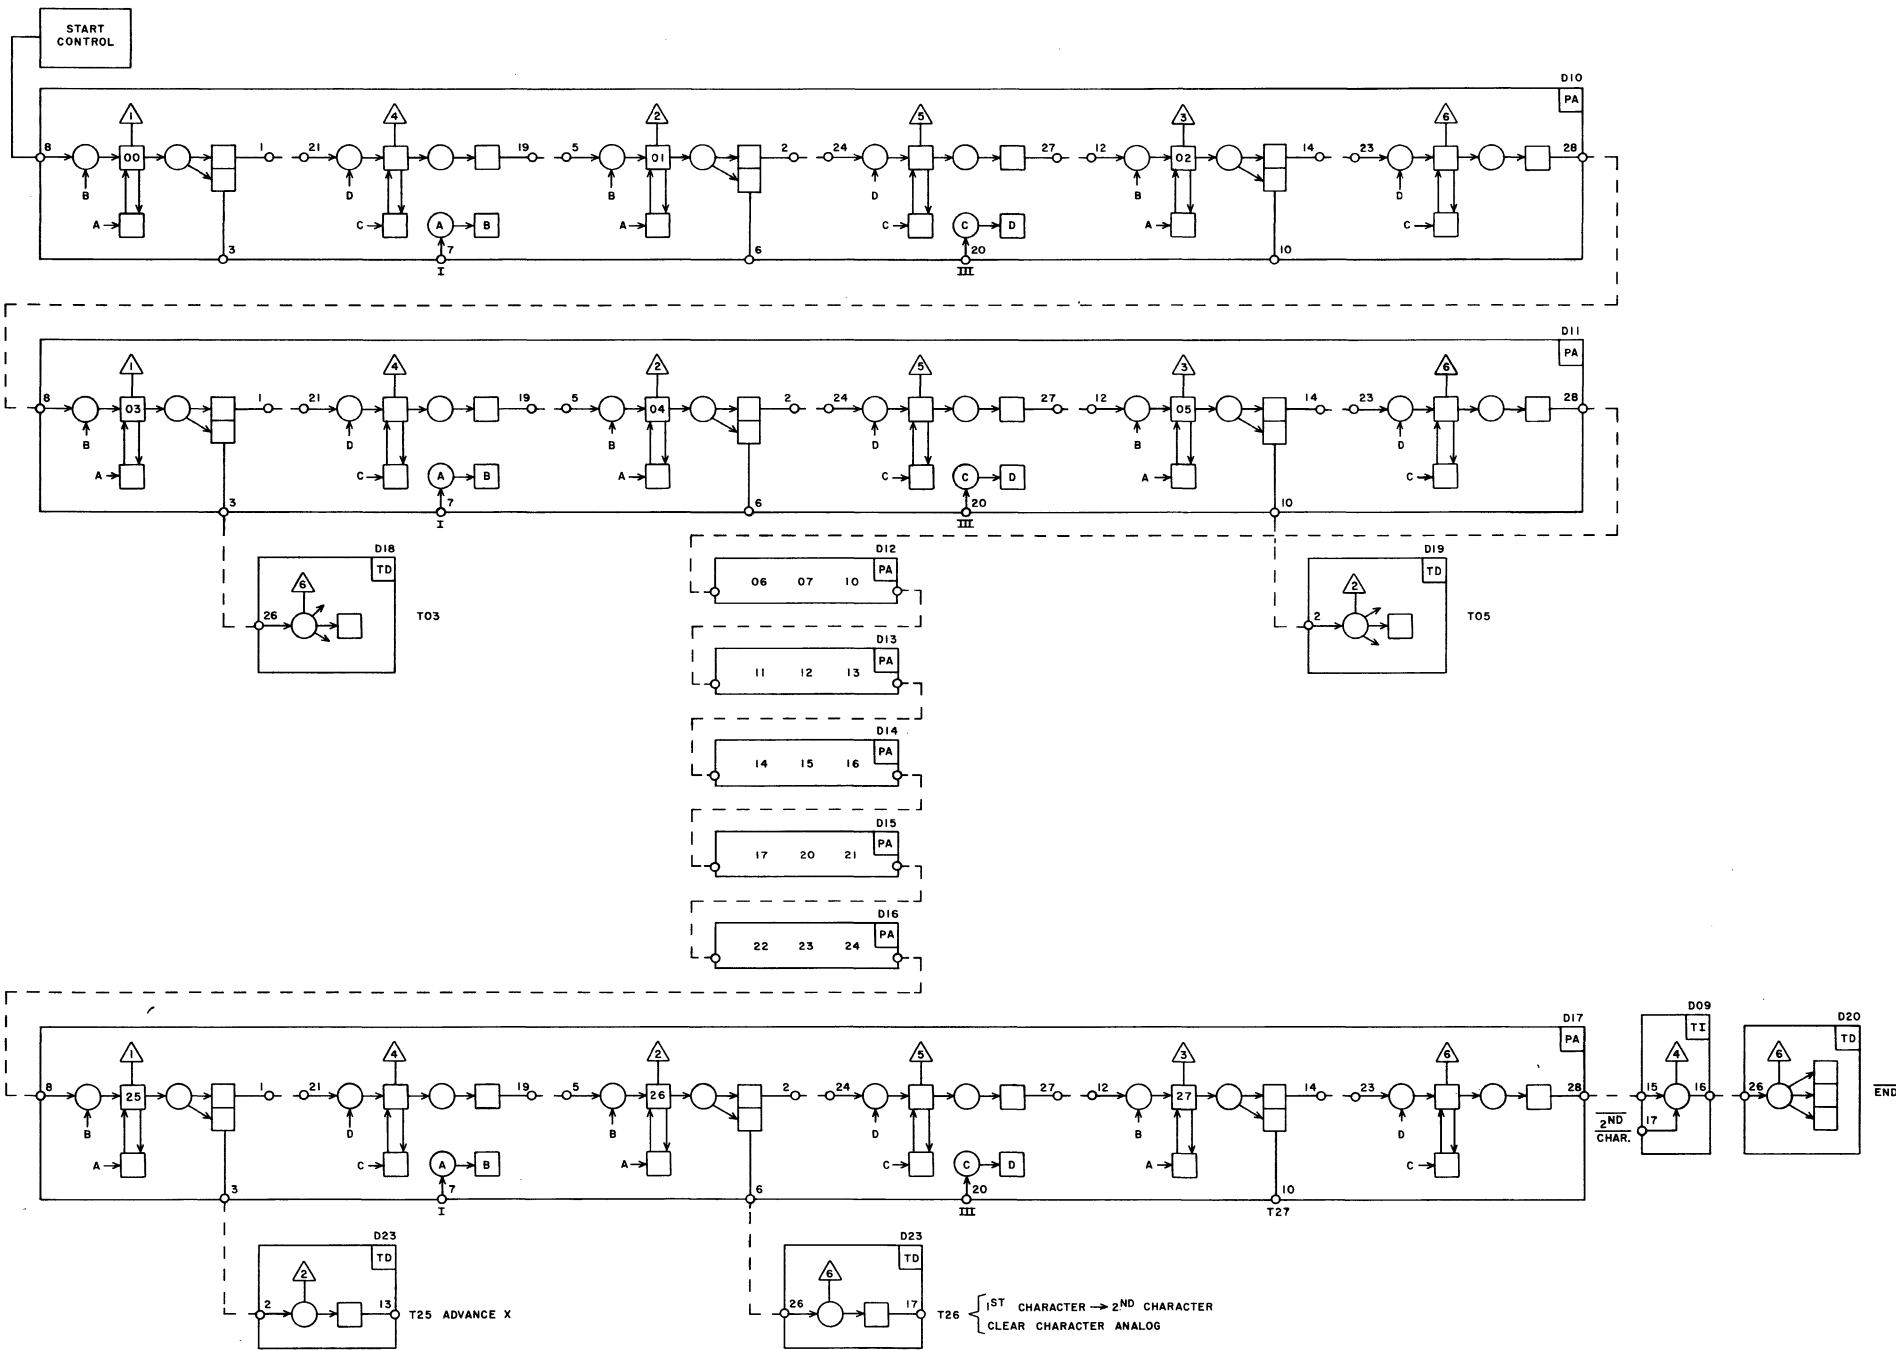 START
CONTROL
D10
PA
1 4 2 5 3 6
8 00 1 21 19 5 01 2 24 27 12 02 14 23 28
B D B D B D
A C A B A C C D A C
3 7 6 20 10
I III
D11
PA
1 4 2 5 3 6
8 03 1 21 19 5 04 2 24 27 12 05 14 23 28
B D B D B D
A C A B A C C D A C
3 7 6 20 10
I III
D18
TD
6
26
T03
D12
PA
06 07 10
D19
TD
2
2
T05
D13
PA
11 12 13
D14
PA
14 15 16
D15
PA
17 20 21
D16
PA
22 23 24
D17
PA
1 4 2 5 3 6
8 25 1 21 19 5 26 2 24 27 12 27 14 23 28
B D B D B D
A C A B A C C D A C
3 7 6 20 10
I III T27
D09
TI
4
15 16
17
2ND
CHAR.
D20
TD
6
26
END
D23
TD
2
2 13
T25 ADVANCE X
D23
TD
6
26 17
T26
1ST CHARACTER → 2ND CHARACTER
CLEAR CHARACTER ANALOG